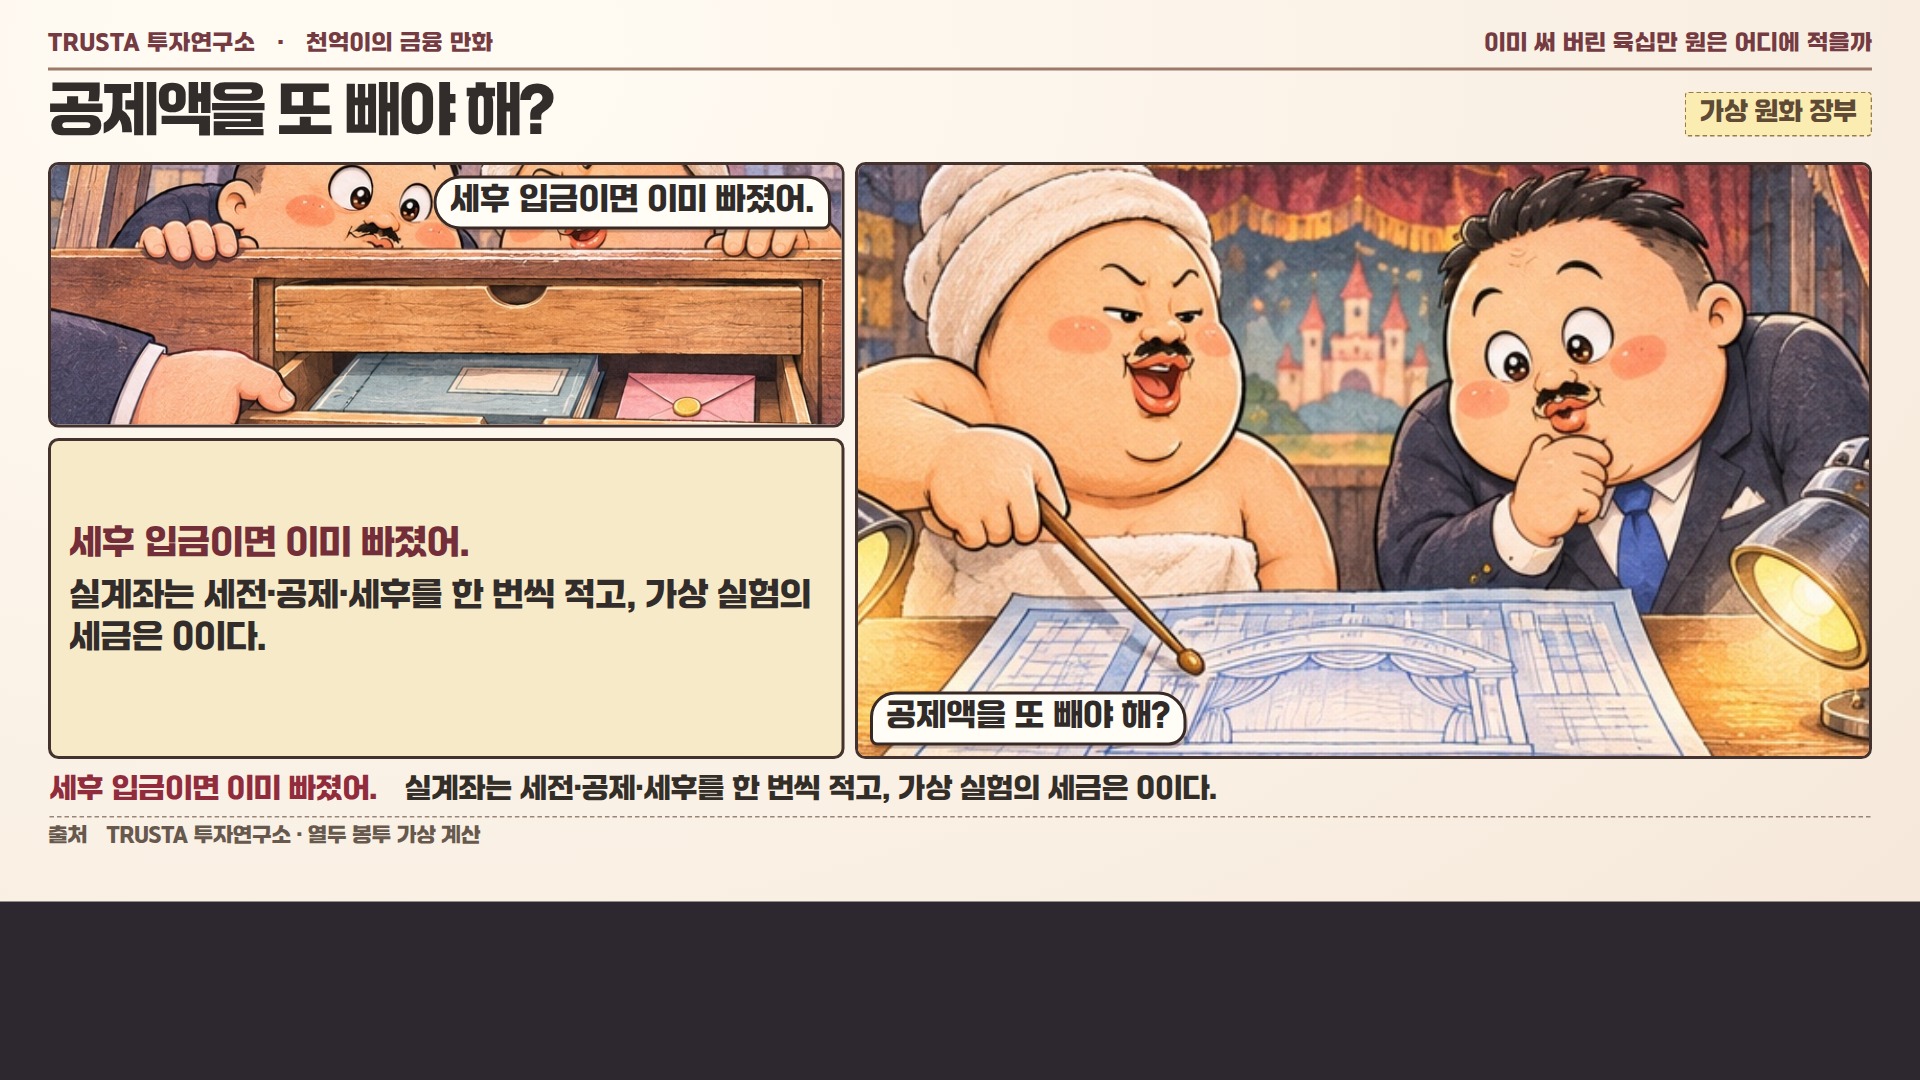 TRUSTA 투자연구소 · 천억이의 금융 만화
이미 써 버린 육십만 원은 어디에 적을까
공제액을 또 빼야 해?
가상 원화 장부
세후 입금이면 이미 빠졌어.
세후 입금이면 이미 빠졌어.
실계좌는 세전·공제·세후를 한 번씩 적고, 가상 실험의
세금은 0이다.
공제액을 또 빼야 해?
세후 입금이면 이미 빠졌어. 실계좌는 세전·공제·세후를 한 번씩 적고, 가상 실험의 세금은 0이다.
출처 TRUSTA 투자연구소 · 열두 봉투 가상 계산